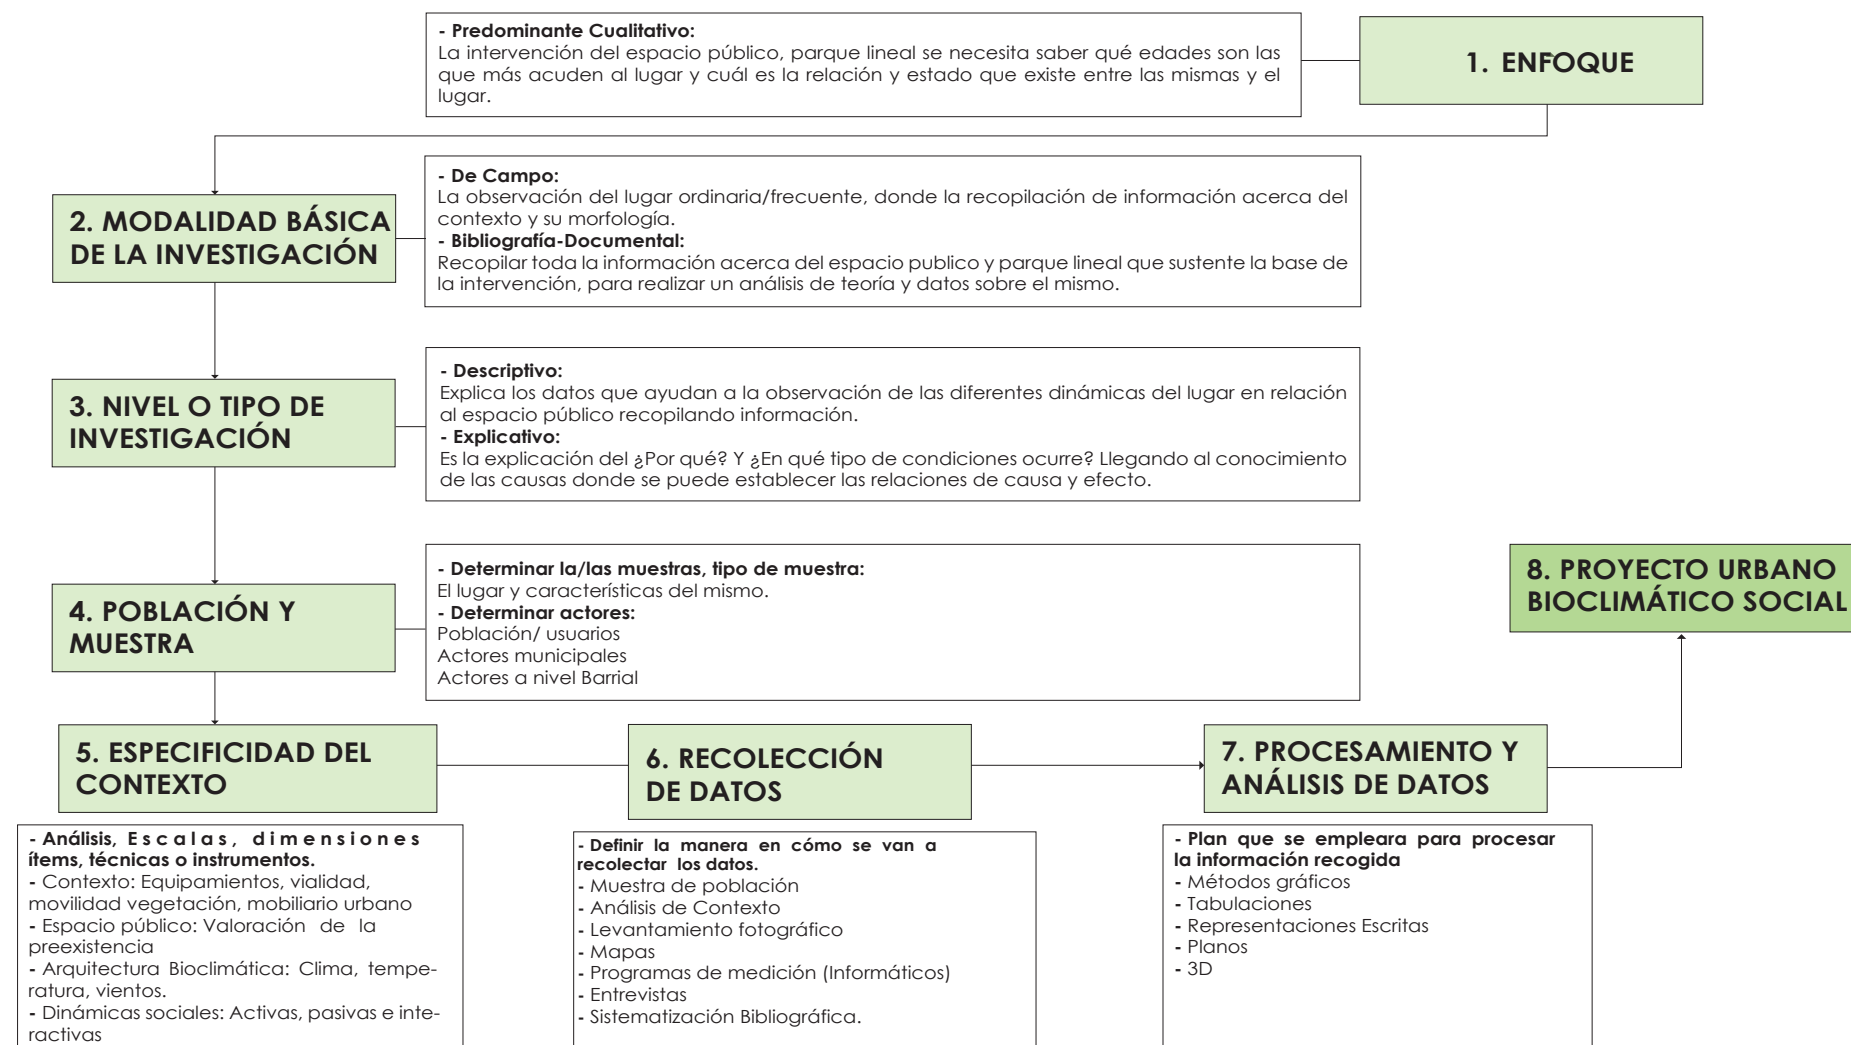 1. ENFOQUE
- Predominante Cualitativo:
La intervención del espacio público, parque lineal se necesita saber qué edades son las
que más acuden al lugar y cuál es la relación y estado que existe entre las mismas y el
lugar.
2. MODALIDAD BÁSICA
DE LA INVESTIGACIÓN
- De Campo:
La observación del lugar ordinaria/frecuente, donde la recopilación de información acerca del
contexto y su morfología.
- Bibliografía-Documental:
Recopilar toda la información acerca del espacio publico y parque lineal que sustente la base de
la intervención, para realizar un análisis de teoría y datos sobre el mismo.
3. NIVEL O TIPO DE
INVESTIGACIÓN
- Descriptivo:
Explica los datos que ayudan a la observación de las diferentes dinámicas del lugar en relación
al espacio público recopilando información.
- Explicativo:
Es la explicación del ¿Por qué? Y ¿En qué tipo de condiciones ocurre? Llegando al conocimiento
de las causas donde se puede establecer las relaciones de causa y efecto.
4. POBLACIÓN Y
MUESTRA
- Determinar la/las muestras, tipo de muestra:
El lugar y características del mismo.
- Determinar actores:
Población/ usuarios
Actores municipales
Actores a nivel Barrial
5. ESPECIFICIDAD DEL
CONTEXTO
- Análisis, Escalas, dimensiones
ítems, técnicas o instrumentos.
- Contexto: Equipamientos, vialidad,
movilidad vegetación, mobiliario urbano
- Espacio público: Valoración de la
preexistencia
- Arquitectura Bioclimática: Clima, tempe-
ratura, vientos.
- Dinámicas sociales: Activas, pasivas e inte-
ractivas
6. RECOLECCIÓN
DE DATOS
- Definir la manera en cómo se van a
recolectar los datos.
- Muestra de población
- Análisis de Contexto
- Levantamiento fotográfico
- Mapas
- Programas de medición (Informáticos)
- Entrevistas
- Sistematización Bibliográfica.
7. PROCESAMIENTO Y
ANÁLISIS DE DATOS
- Plan que se empleara para procesar
la información recogida
- Métodos gráficos
- Tabulaciones
- Representaciones Escritas
- Planos
- 3D
8. PROYECTO URBANO
BIOCLIMÁTICO SOCIAL